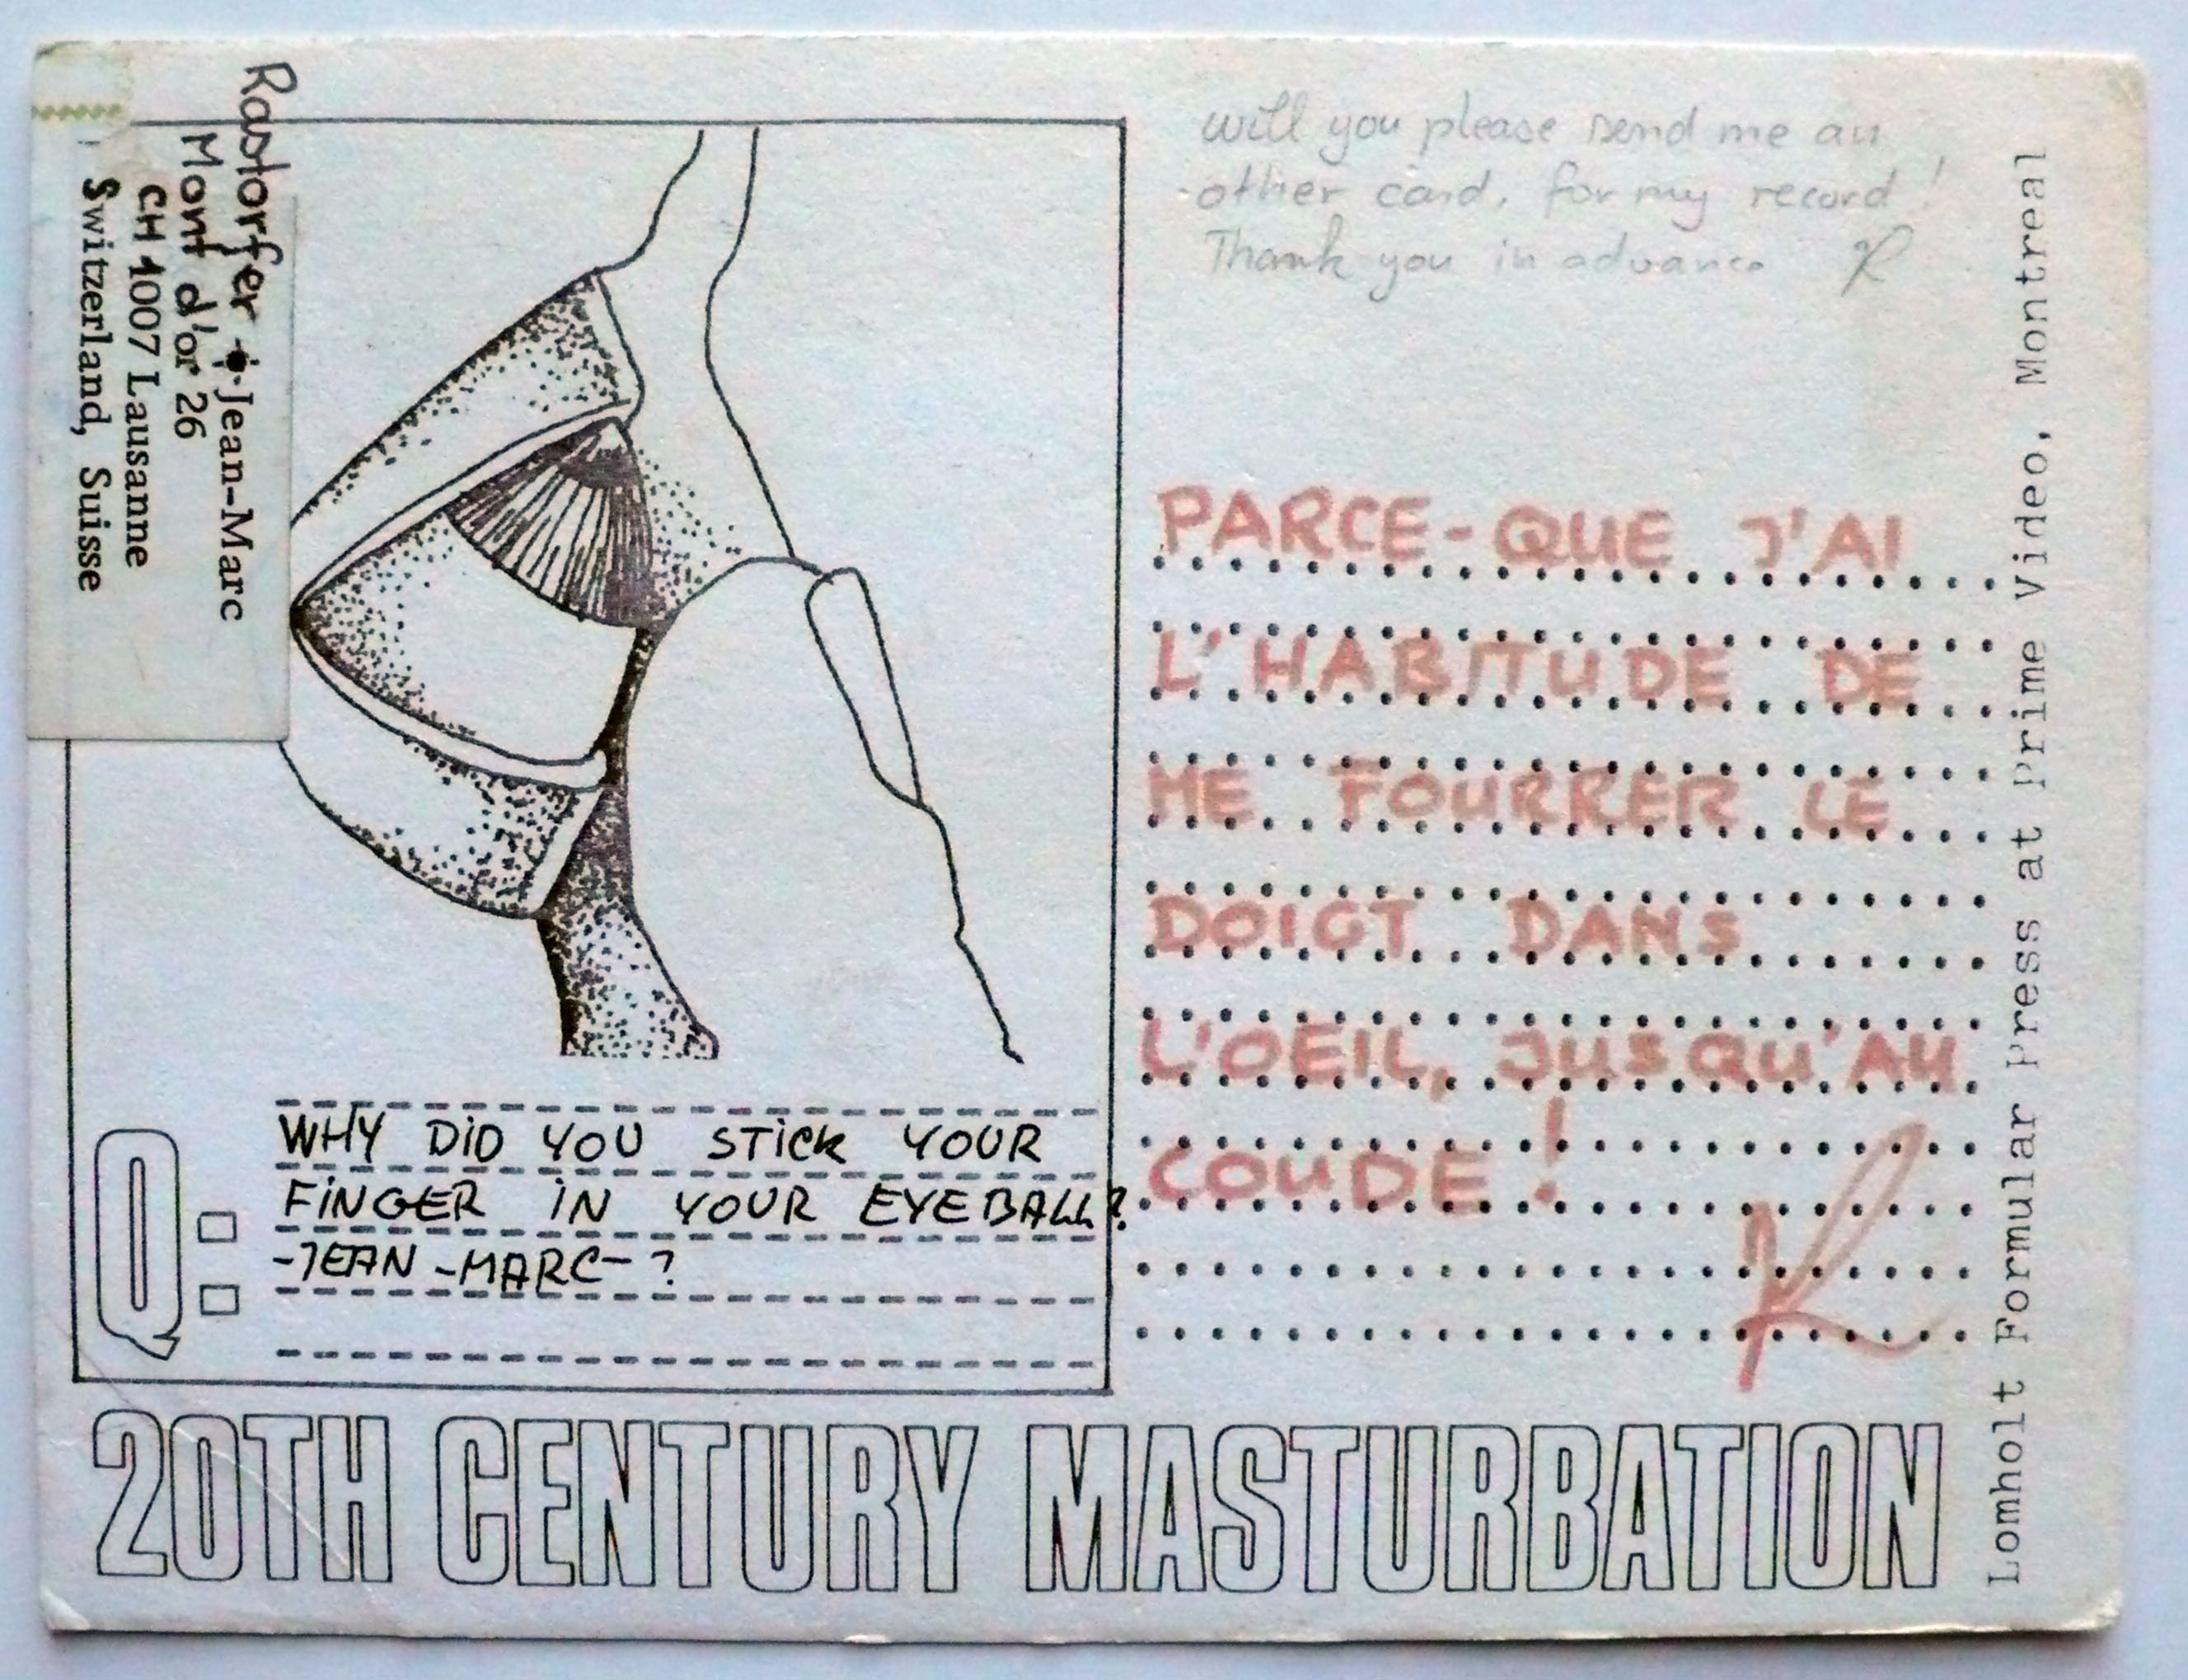 Rastorfer Jean-Marc
Mont d'or 26
CH 1007 Lausanne
Switzerland, Suisse
will you please send me an
-other card, for my record!
Thank you in advance R
PARCE-QUE J'AI
L'HABITUDE DE
ME FOURRER LE
DOIGT DANS
L'OEIL, JUSQU'AU
COUDE!
R
Q:
WHY DID YOU STICK YOUR
FINGER IN YOUR EYEBALL?
-JEAN-MARC-?
20TH CENTURY MASTURBATION
Lomholt Formular Press at Prime Video, Montreal